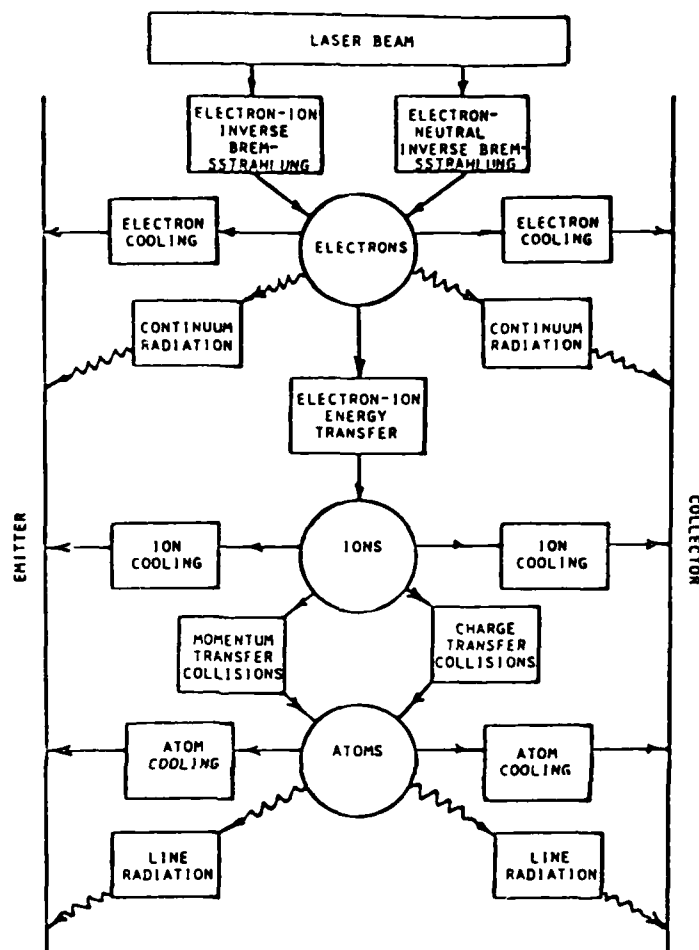 LASER BEAM
ELECTRON-ION
INVERSE
BREM-
SSTRAHLUNG
ELECTRON-
NEUTRAL
INVERSE BREM-
SSTRAHLUNG
ELECTRON
COOLING
ELECTRONS
ELECTRON
COOLING
CONTINUUM
RADIATION
CONTINUUM
RADIATION
ELECTRON-ION
ENERGY
TRANSFER
EMITTER
COLLECTOR
ION
COOLING
IONS
ION
COOLING
MOMENTUM
TRANSFER
COLLISIONS
CHARGE
TRANSFER
COLLISIONS
ATOM
COOLING
ATOMS
ATOM
COOLING
LINE
RADIATION
LINE
RADIATION